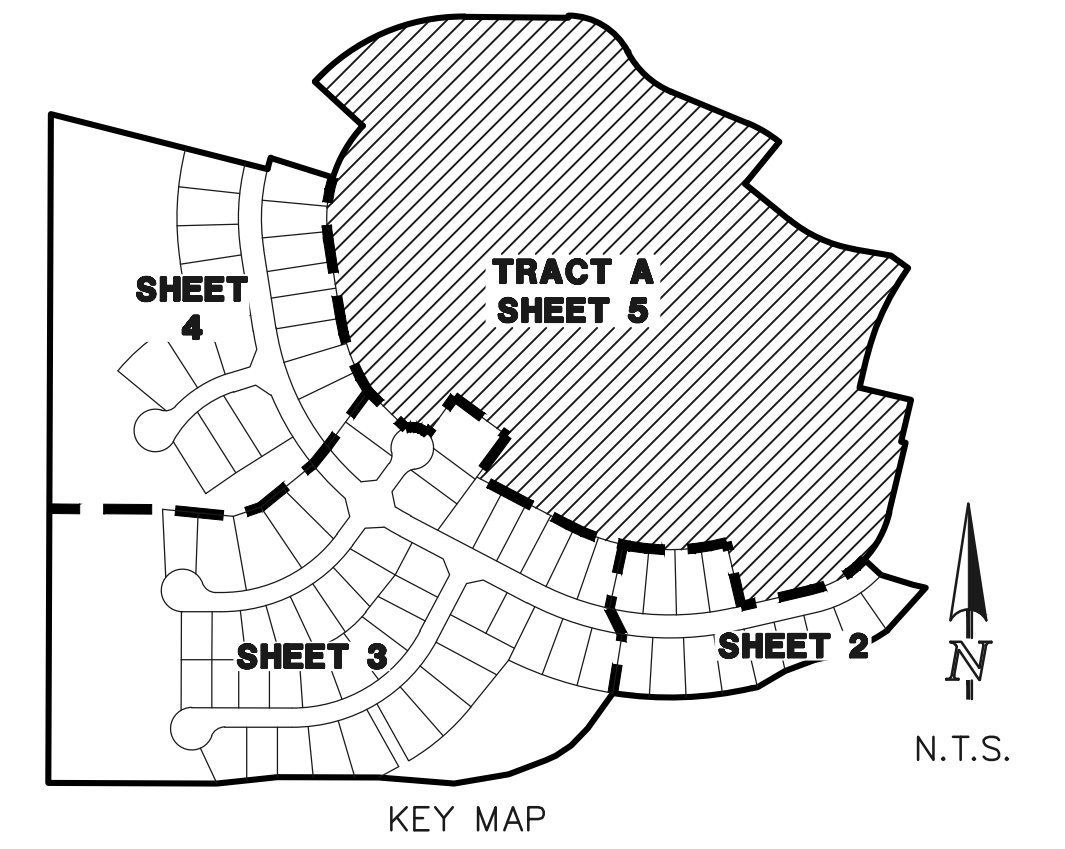 TRACT A
SHEET 5
SHEET
4
SHEET 3
SHEET 2
N
N.T.S.
KEY MAP